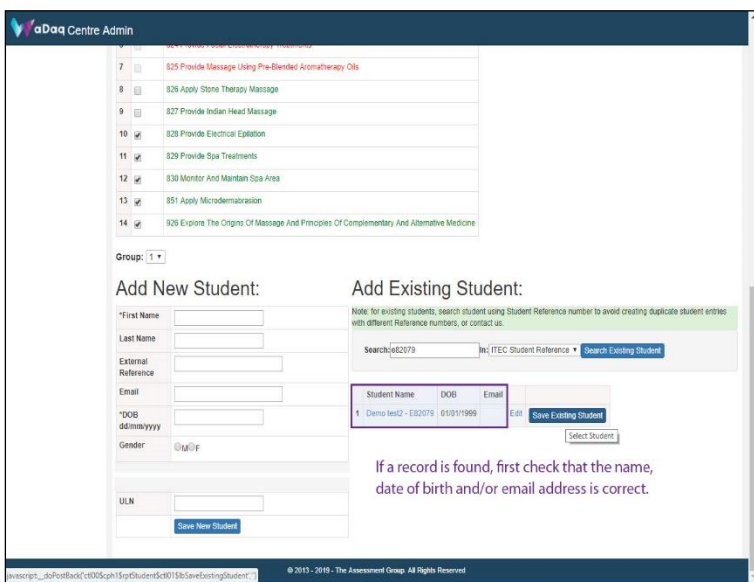 aDaq Centre Admin
7 825 Provide Massage Using Pre-Blended Aromatherapy Oils
8 826 Apply Stone Therapy Massage
9 827 Provide Indian Head Massage
10 828 Provide Electrical Epilation
11 829 Provide Spa Treatments
12 830 Monitor And Maintain Spa Area
13 851 Apply Microdermabrasion
14 926 Explore The Origins Of Massage And Principles Of Complementary And Alternative Medicine
Group: 1
Add New Student:
*First Name
Last Name
External
Reference
Email
*DOB
dd/mm/yyyy
Gender M F
ULN
Save New Student
Add Existing Student:
Note: for existing students, search student using Student Reference number to avoid creating duplicate student entries
with different Reference numbers, or contact us.
Search: e82079 In: ITEC Student Reference Search Existing Student
Student Name DOB Email
1 Demo test2 - E82079 01/01/1999 Edit Save Existing Student
Select Student
If a record is found, first check that the name,
date of birth and/or email address is correct.
© 2013 - 2019 - The Assessment Group. All Rights Reserved